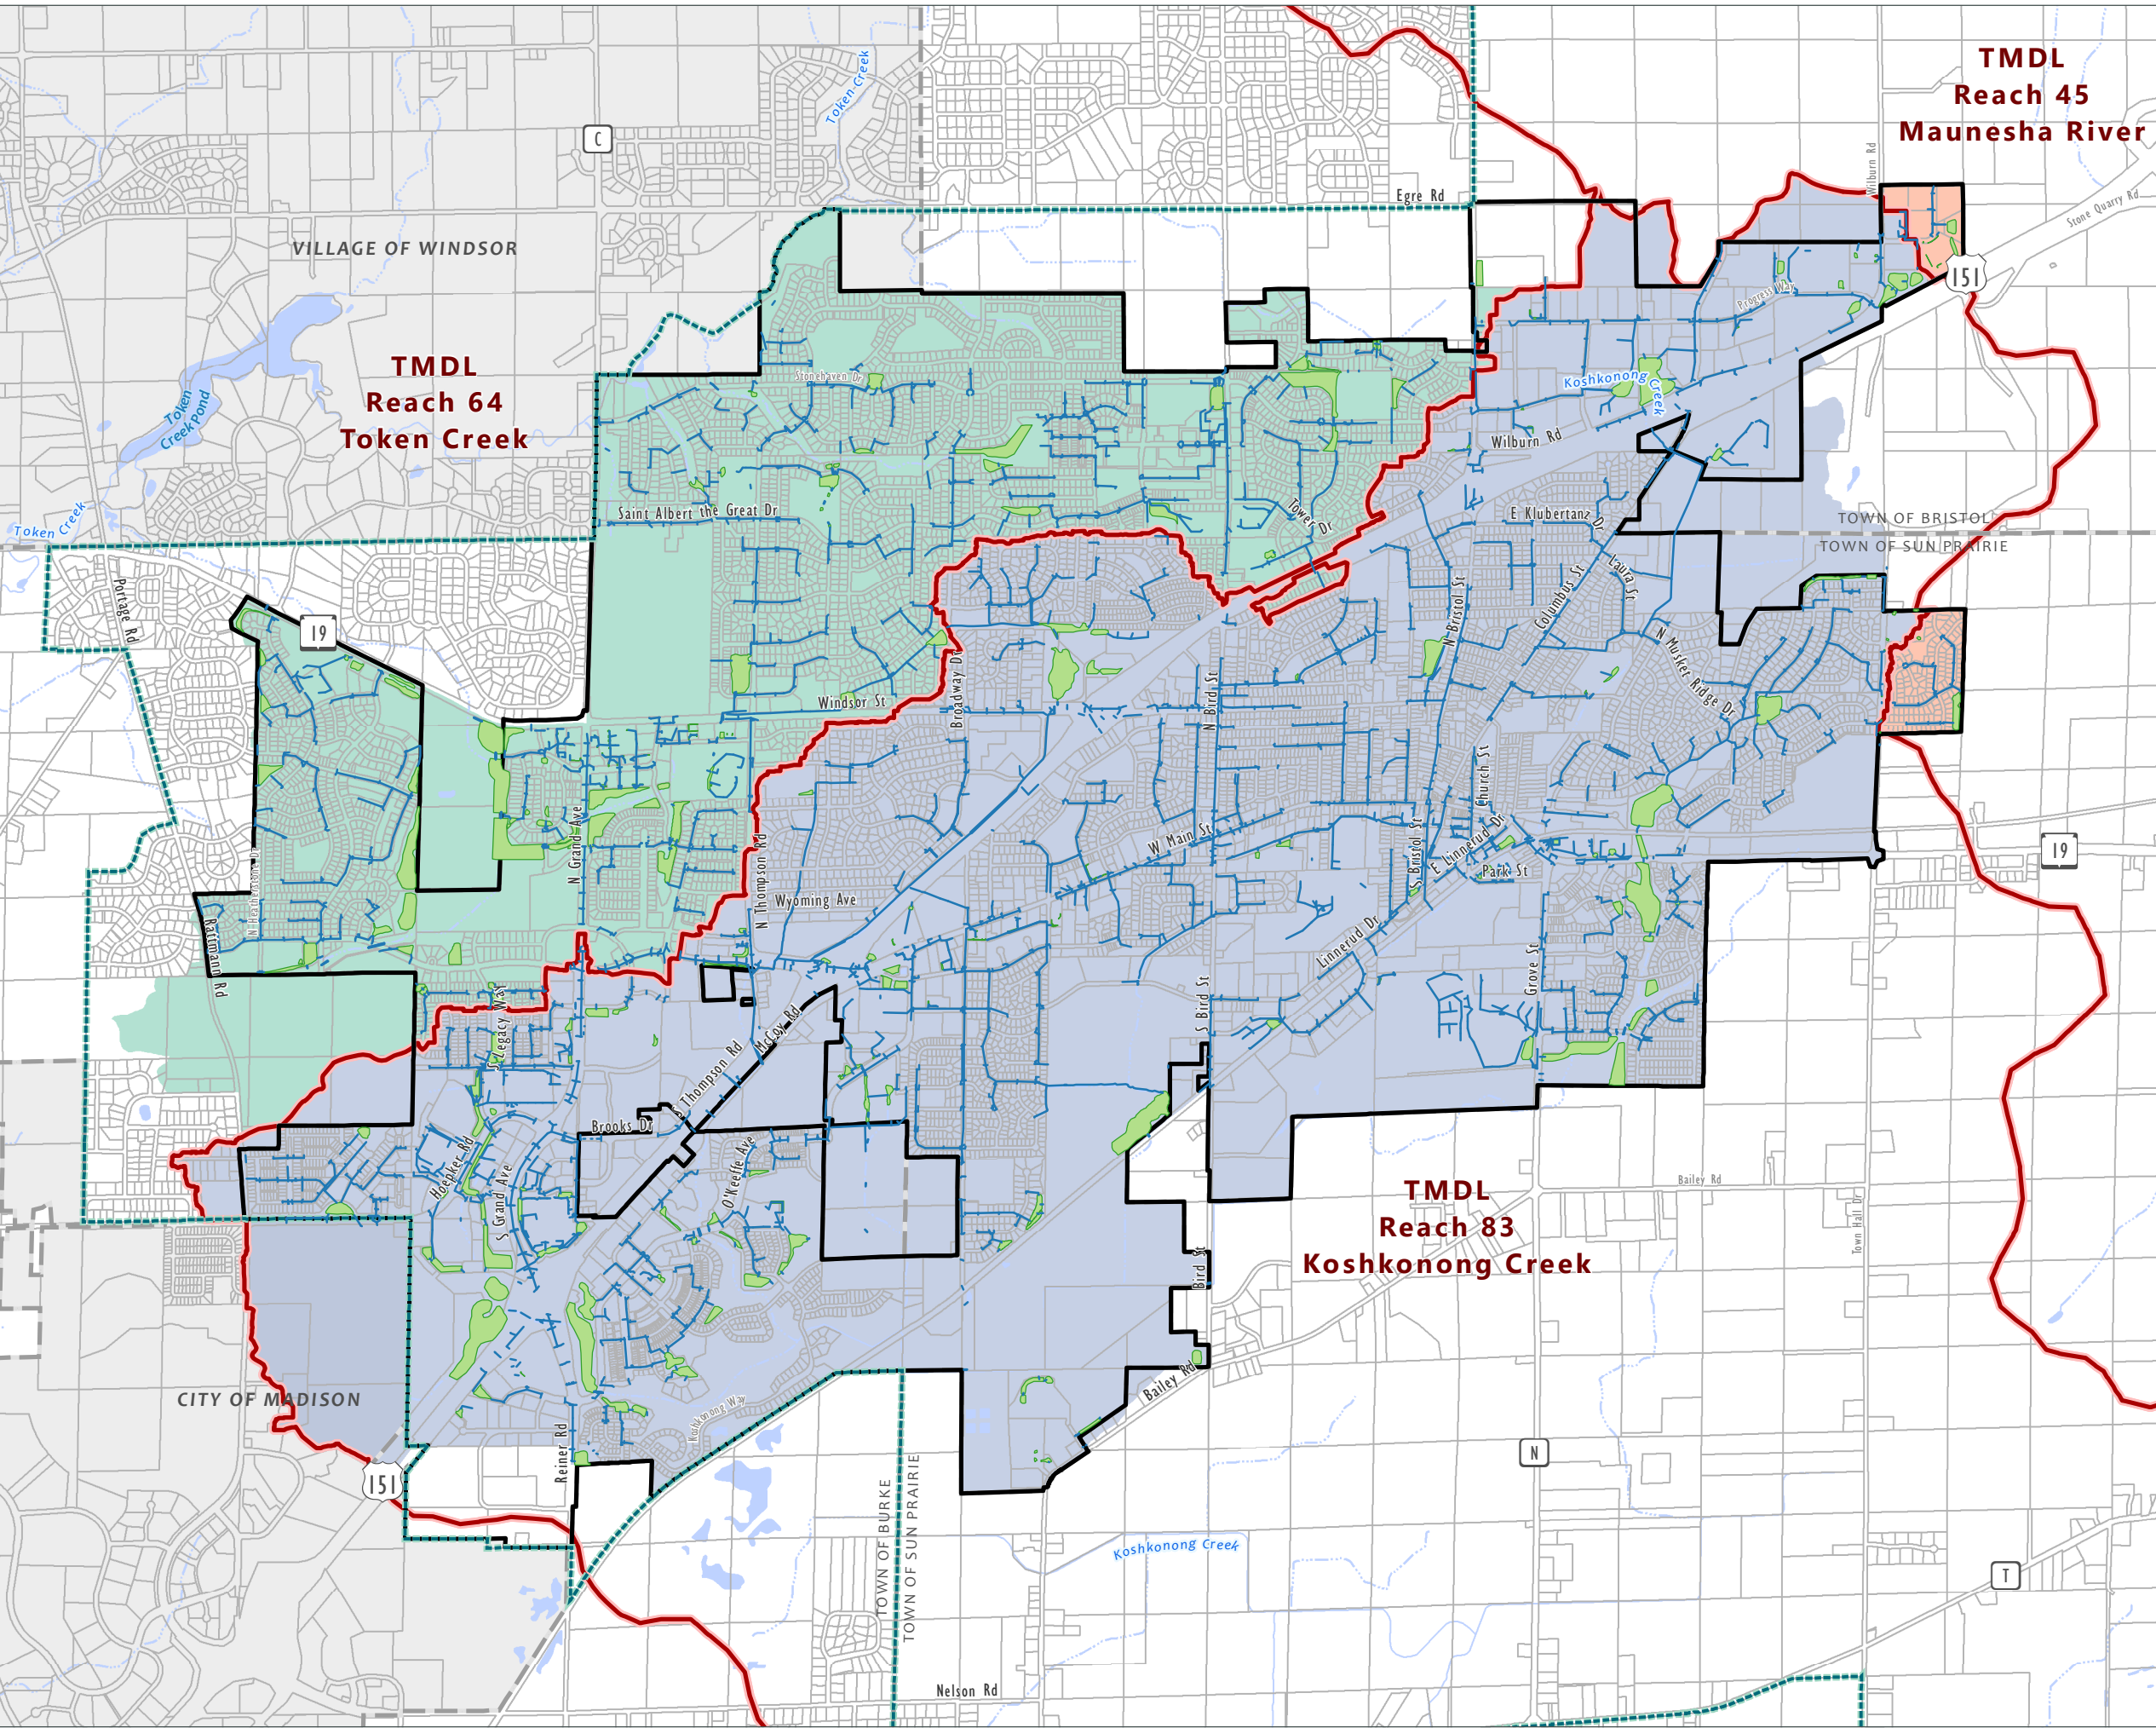 TMDL
Reach 45
Maunesha River
Token Creek
C
Wilburn Rd
Egre Rd
Stone Quarry Rd
VILLAGE OF WINDSOR
151
Progress Way
TMDL
Reach 64
Token Creek
Stonehaven Dr
Koshkonong
Creek
Token
Creek Pond
Wilburn Rd
Saint Albert the Great Dr
Tower Dr
E Klubertanz Dr
TOWN OF BRISTOL
TOWN OF SUN PRAIRIE
Token Creek
Portage Rd
19
Laura St
Columbus St
N Bristol St
N Musket Ridge Dr
Broadway Dr
Windsor St
N Bird St
Church St
N Grand Ave
N Thompson Rd
W Main St
S Bristol St
E Linnerud Dr
Park St
19
N Heatherstone Dr
Wyoming Ave
Rattmann Rd
Linnerud Dr
Grove St
S Legacy Way
S Bird St
McCoy Rd
S Thompson Rd
Brooks Dr
Hoepker Rd
S Grand Ave
O'Keeffe Ave
TMDL
Reach 83
Koshkonong Creek
Bailey Rd
Town Hall Dr
Bird St
CITY OF MADISON
Bailey Rd
Koshkonong Way
Reiner Rd
151
N
TOWN OF BURKE
TOWN OF SUN PRAIRIE
Koshkonong Creek
T
Nelson Rd